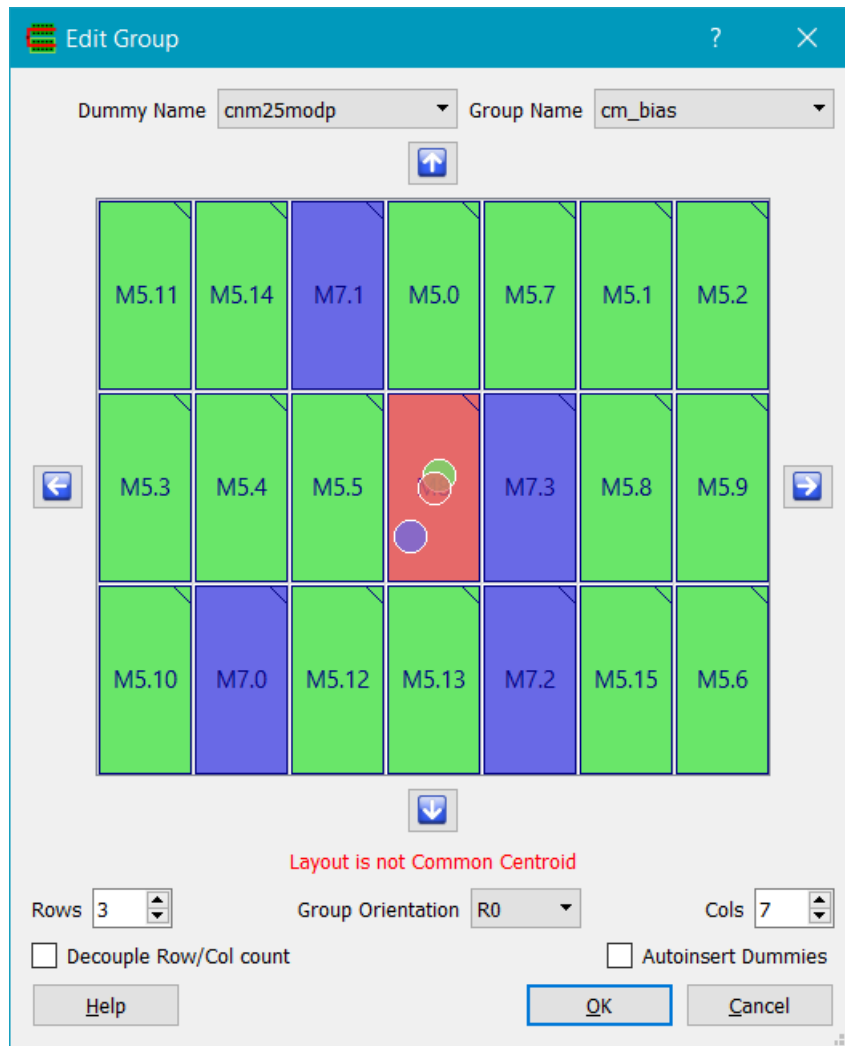 Edit Group
Dummy Name cnm25modp Group Name cm_bias
M5.11 M5.14 M7.1 M5.0 M5.7 M5.1 M5.2
M5.3 M5.4 M5.5 M7.3 M5.8 M5.9
M5.10 M7.0 M5.12 M5.13 M7.2 M5.15 M5.6
Layout is not Common Centroid
Rows 3 Group Orientation R0 Cols 7
Decouple Row/Col count Autoinsert Dummies
Help OK Cancel